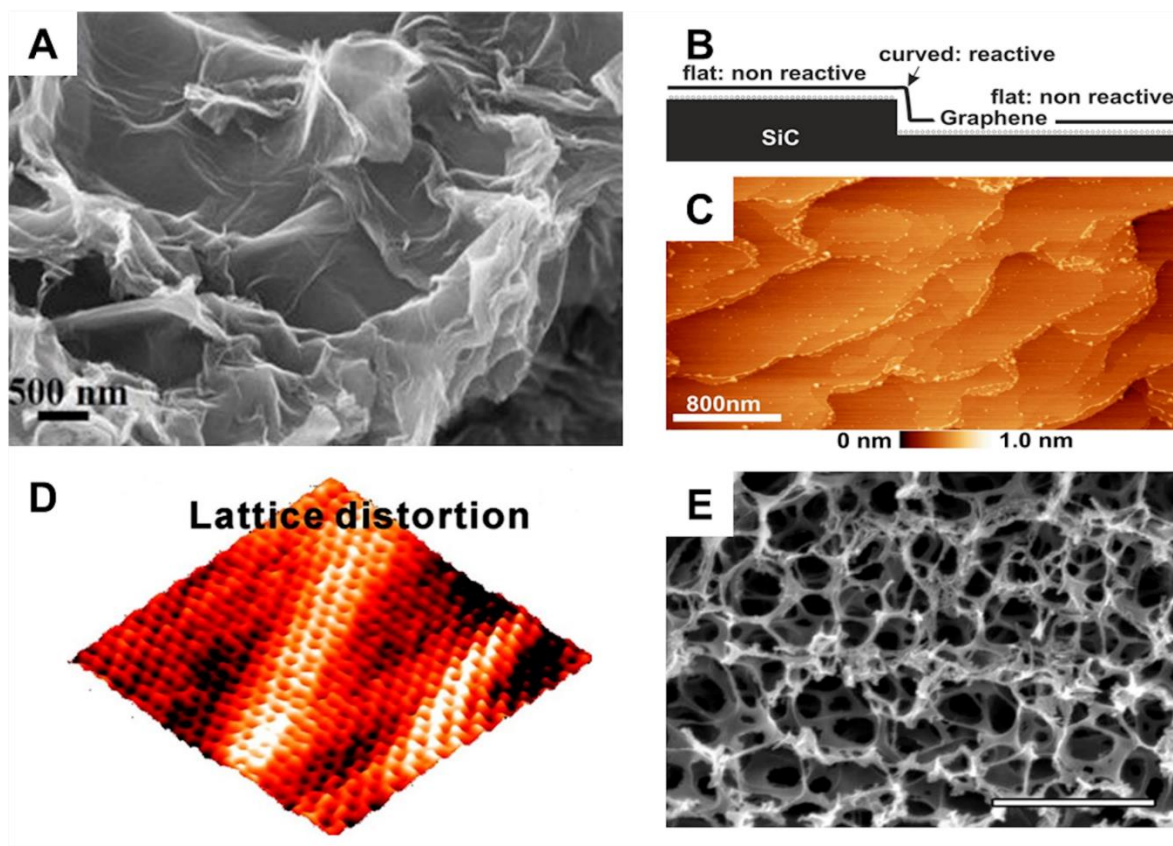 A
500 nm
B
curved: reactive
flat: non reactive
flat: non reactive
Graphene
SiC
C
800nm
0 nm 1.0 nm
D
Lattice distortion
E